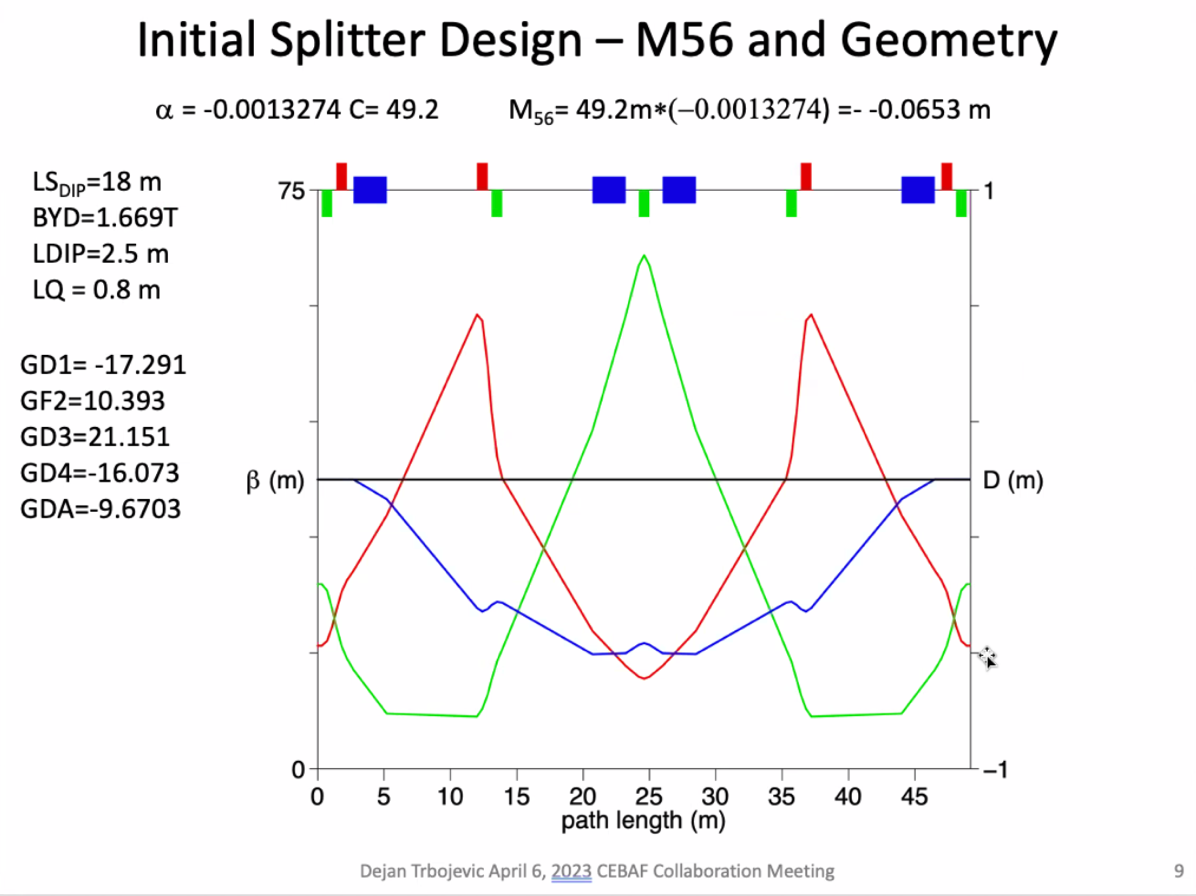 Initial Splitter Design – M56 and Geometry
α = -0.0013274 C= 49.2 M56= 49.2m*(−0.0013274) =- -0.0653 m
LSDIP=18 m
BYD=1.669T
LDIP=2.5 m
LQ = 0.8 m
GD1= -17.291
GF2=10.393
GD3=21.151
GD4=-16.073
GDA=-9.6703
75
1
β (m)
D (m)
0
−1
0 5 10 15 20 25 30 35 40 45
path length (m)
Dejan Trbojevic April 6, 2023 CEBAF Collaboration Meeting
9